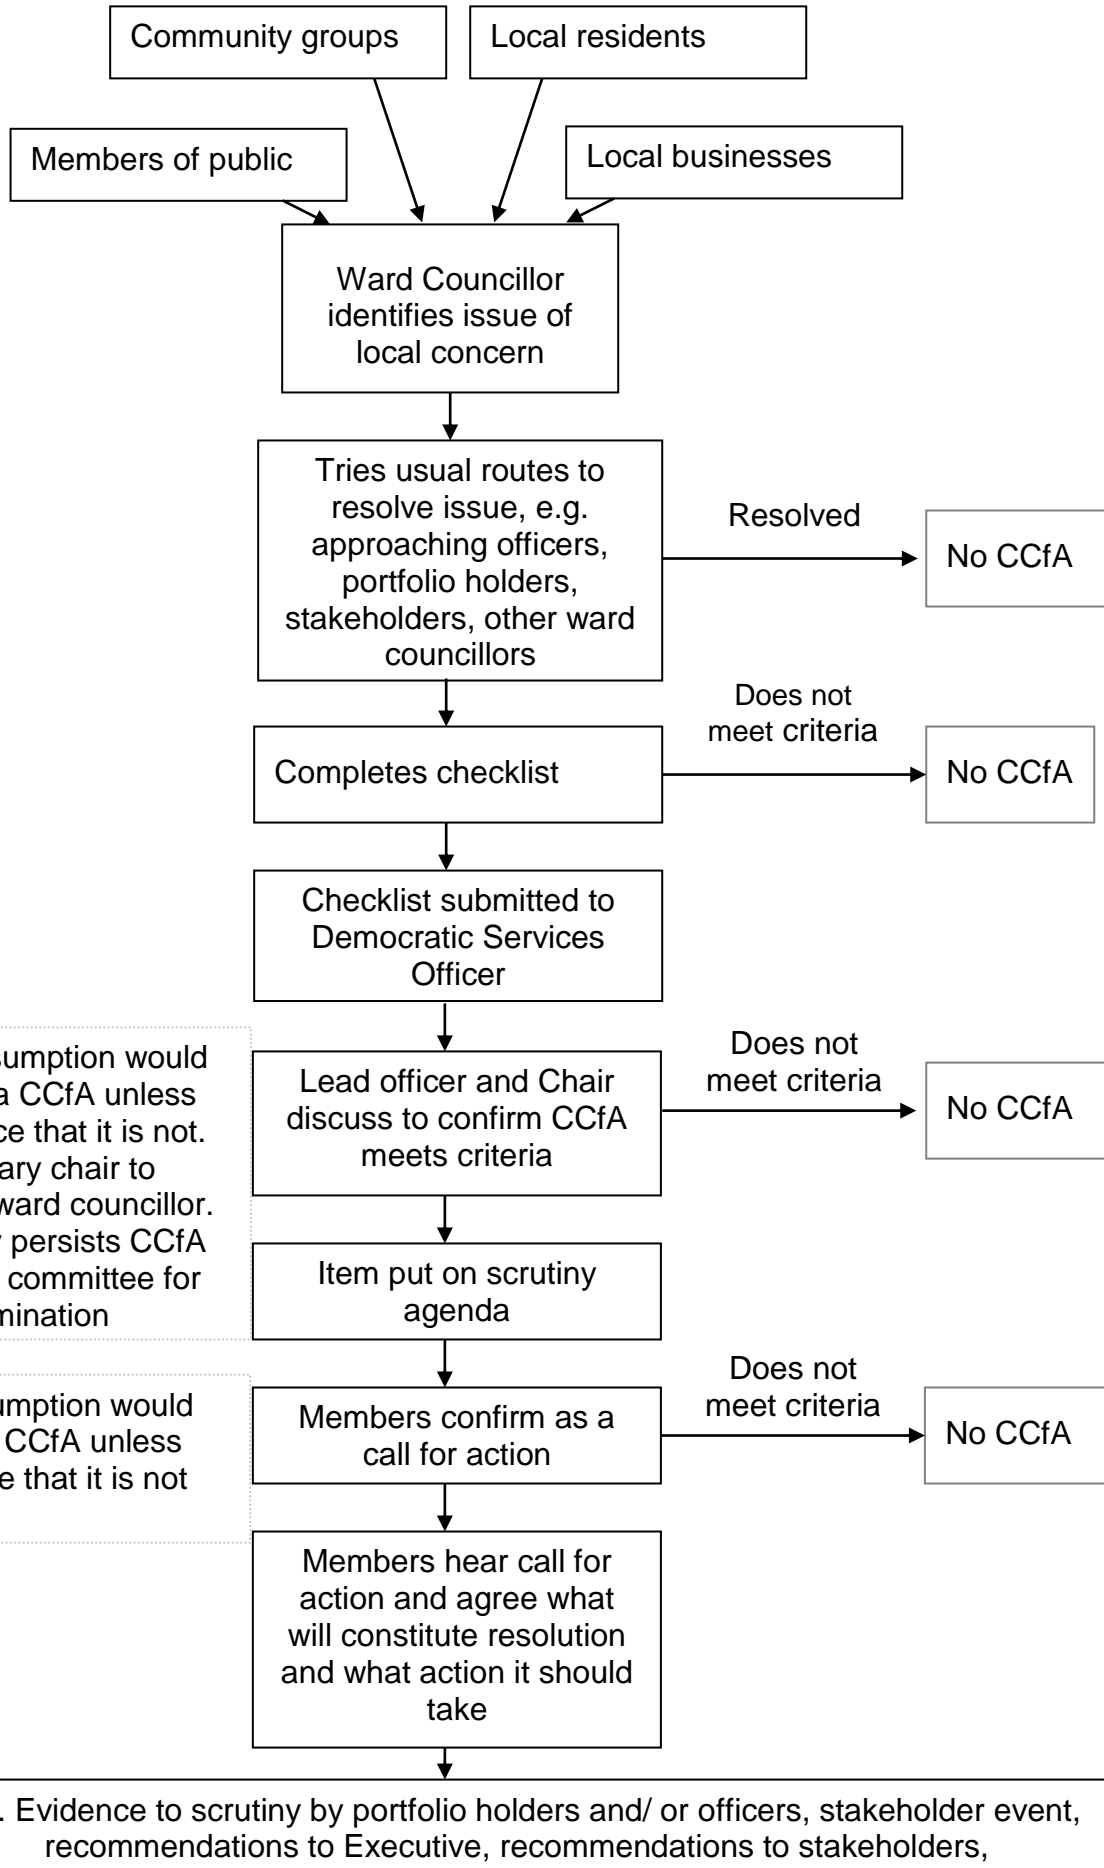 Community groups
Local residents
Members of public
Local businesses
Ward Councillor
identifies issue of
local concern
Tries usual routes to
resolve issue, e.g.
approaching officers,
portfolio holders,
stakeholders, other ward
councillors
Resolved
No CCfA
Does not
meet criteria
Completes checklist
No CCfA
Checklist submitted to
Democratic Services
Officer
would
a CCfA unless
that it is not.
chair to
ward councillor.
persists CCfA
committee for
Lead officer and Chair
discuss to confirm CCfA
meets criteria
Does not
meet criteria
No CCfA
Item put on scrutiny
agenda
would
CCfA unless
that it is not
Members confirm as a
call for action
Does not
meet criteria
No CCfA
Members hear call for
action and agree what
will constitute resolution
and what action it should
take
. Evidence to scrutiny by portfolio holders and/ or officers, stakeholder event,
recommendations to Executive, recommendations to stakeholders,